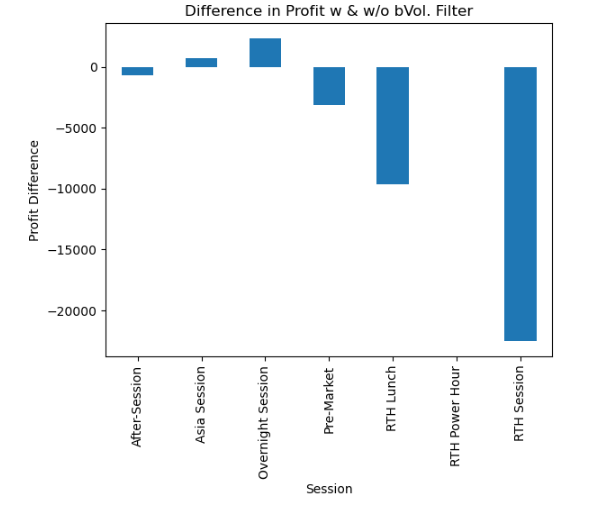 Difference in Profit w & w/o bVol. Filter
Profit Difference
0
−5000
−10000
−15000
−20000
After-Session
Asia Session
Overnight Session
Pre-Market
RTH Lunch
RTH Power Hour
RTH Session
Session